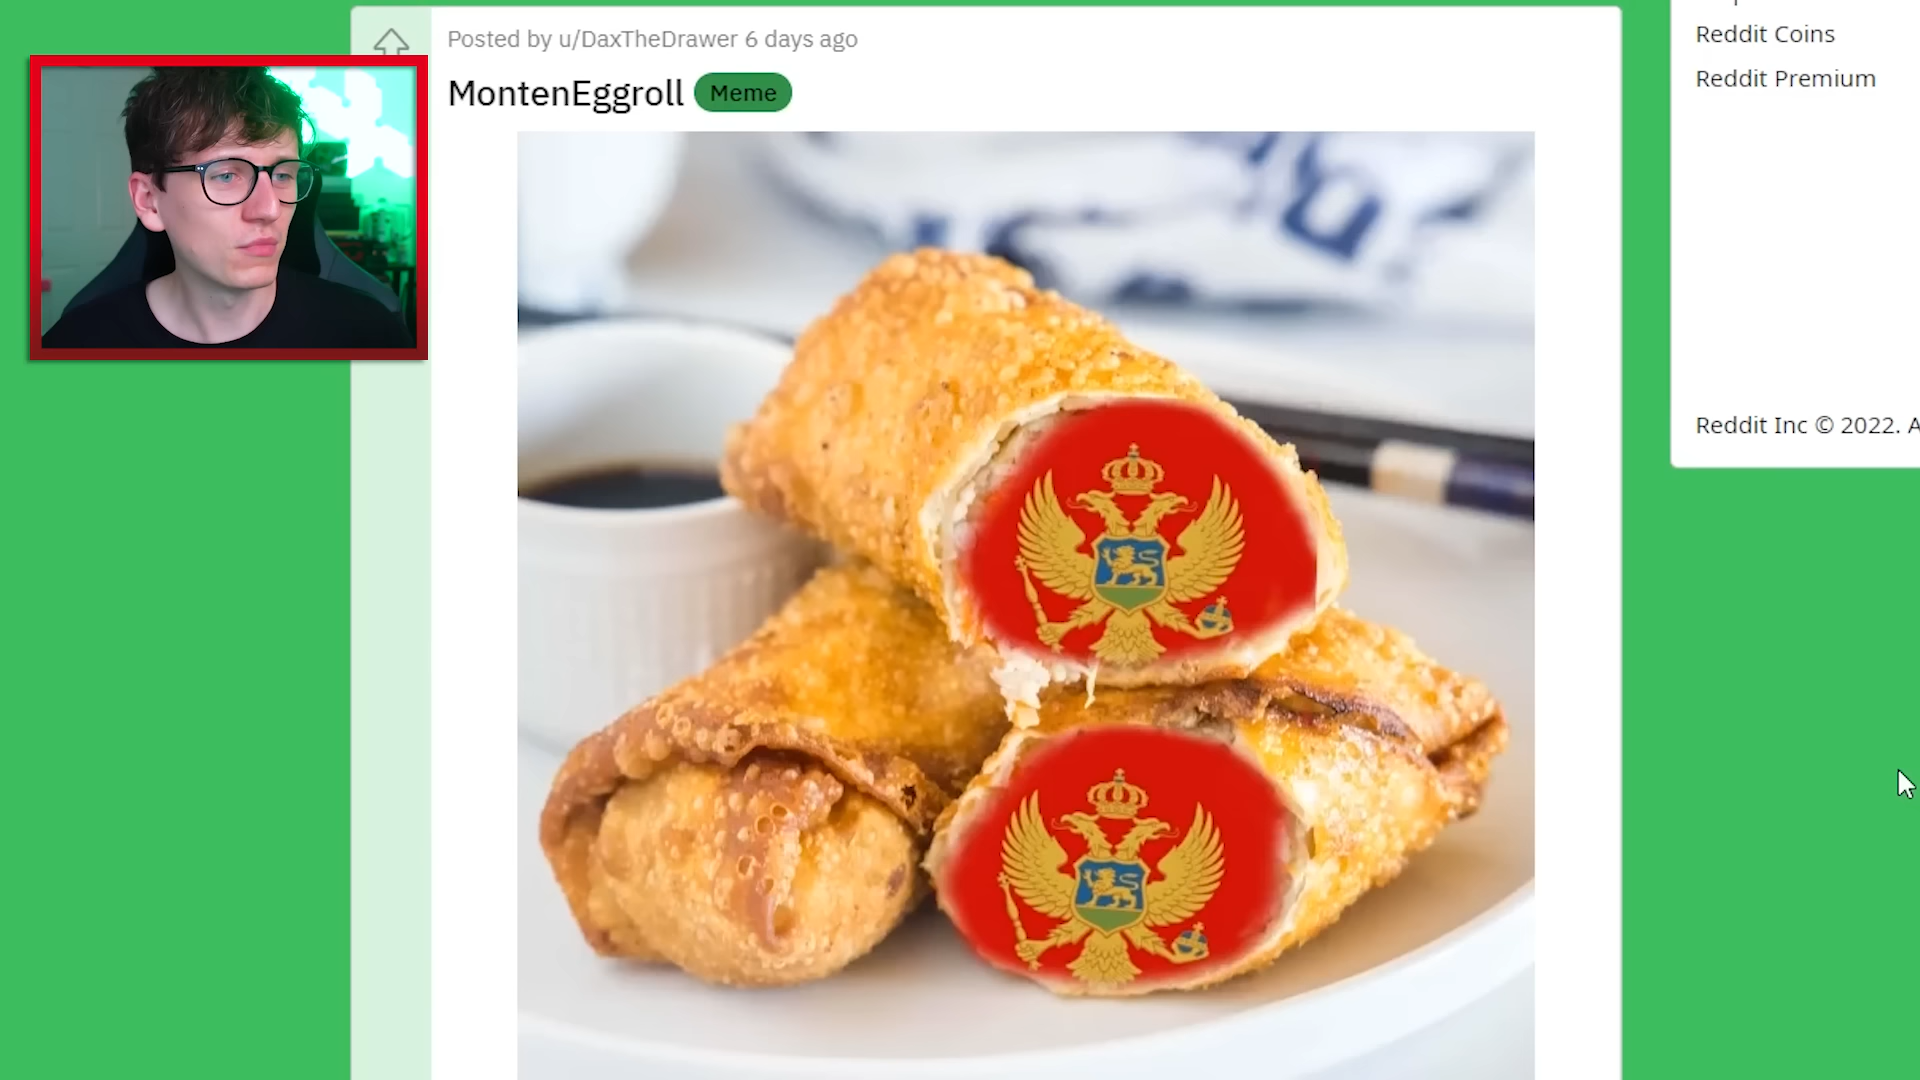 Posted by u/DaxTheDrawer 6 days ago
MontenEggroll Meme
Reddit Coins
Reddit Premium
Reddit Inc © 2022. A